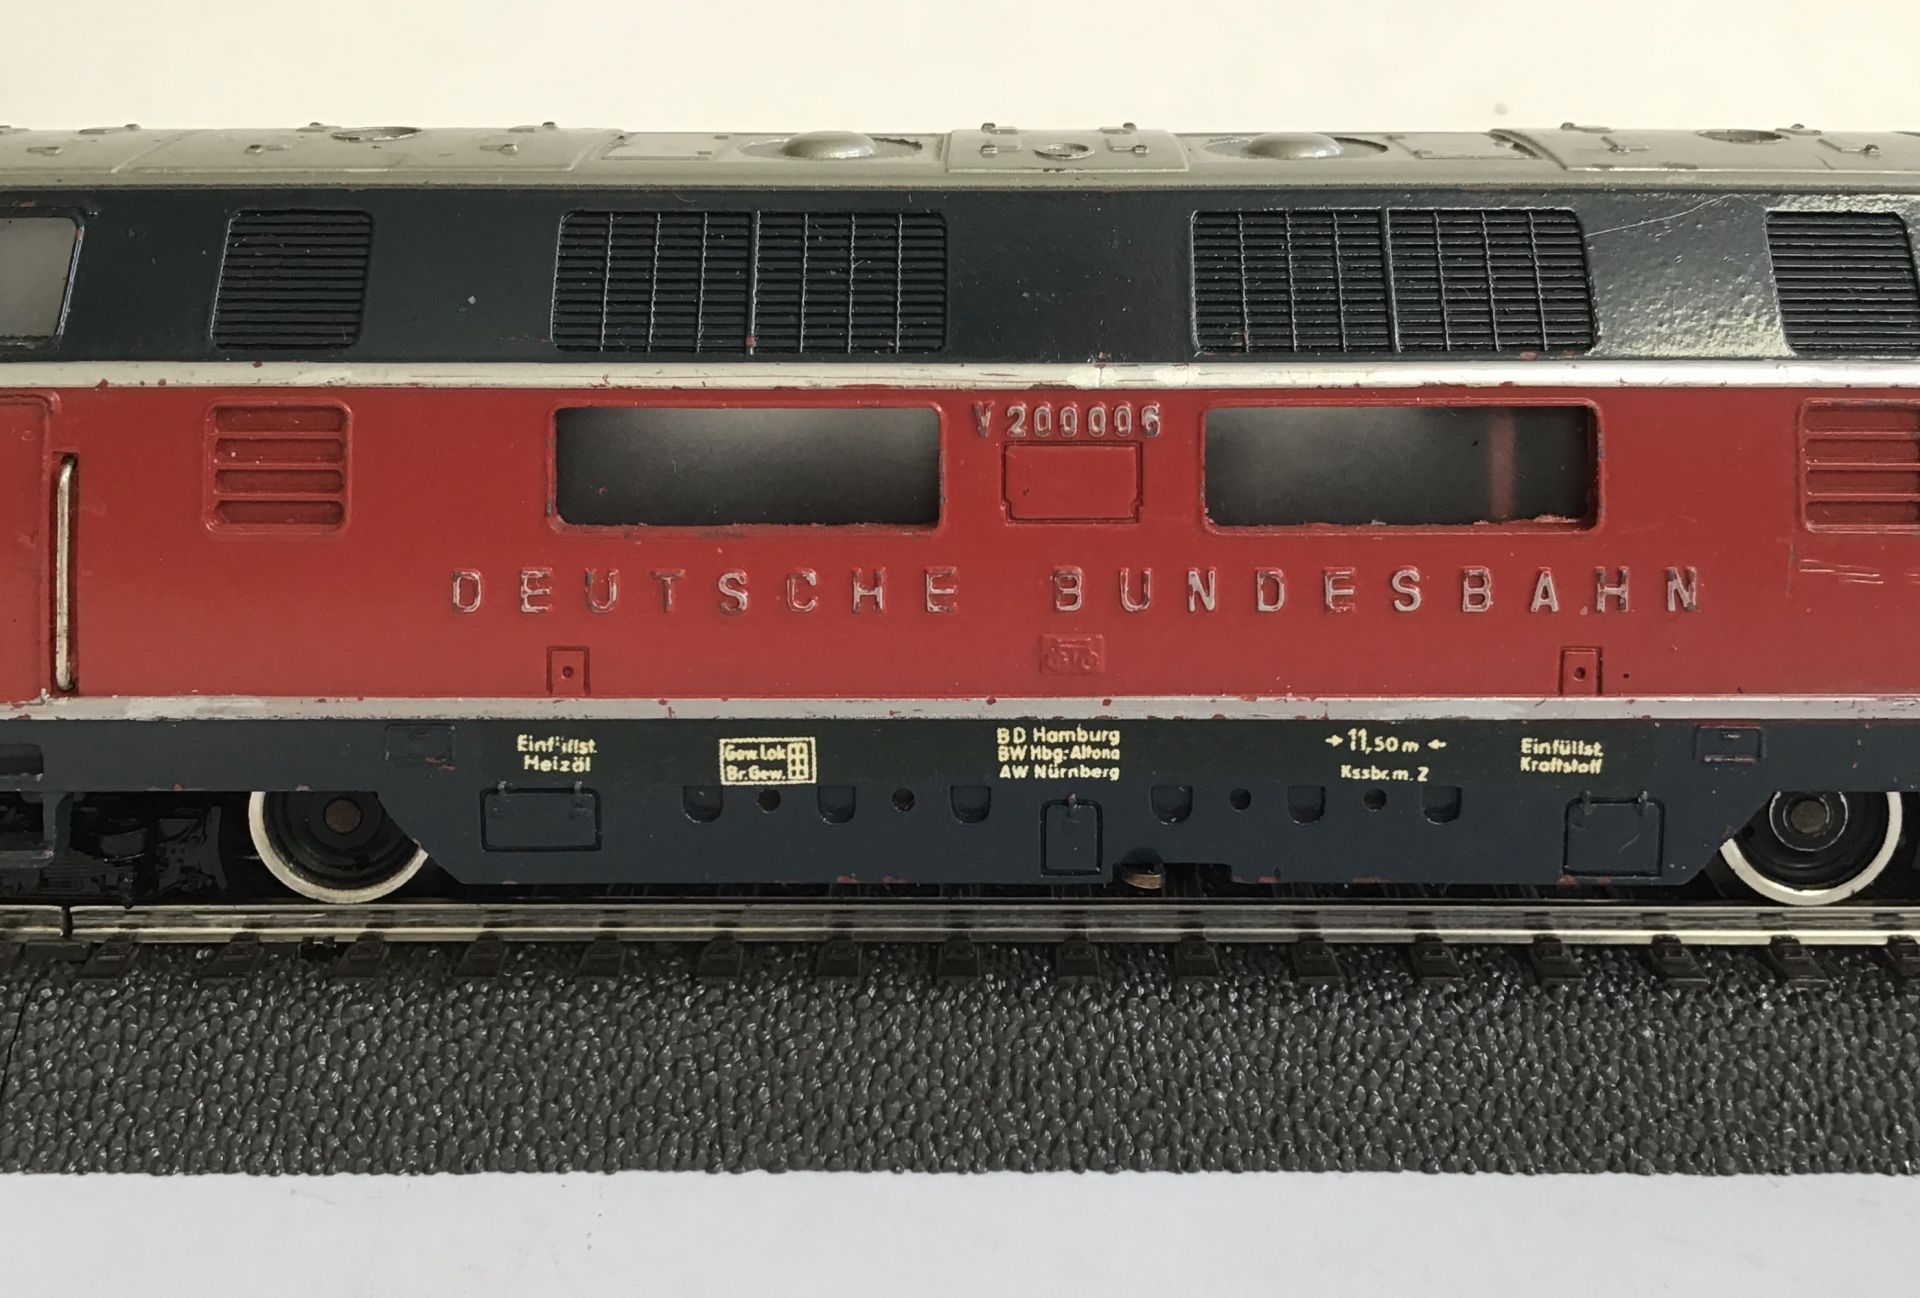 V 200006
DEUTSCHE BUNDESBAHN
Einfüllst.
Heizöl
Gew.Lok
Br.Gew.
BD Hamburg
BW Hbg.-Altona
AW Nürnberg
→11,50m←
Kssbr.m.Z
Einfüllst.
Kraftstoff